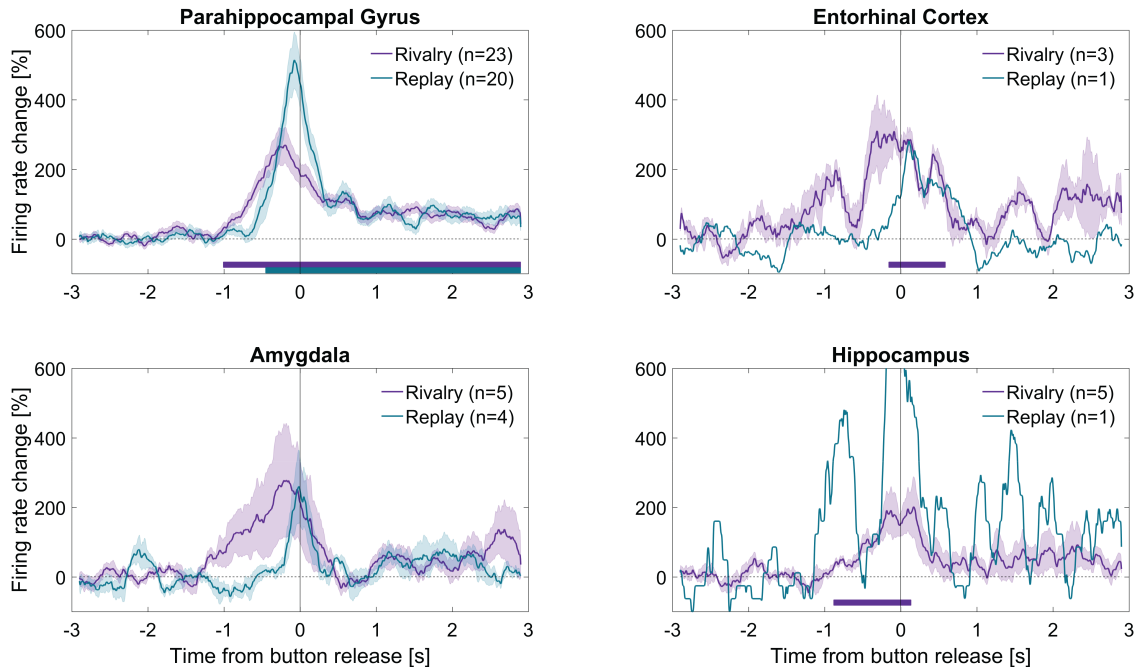 Parahippocampal Gyrus
Firing rate change [%]
600
400
200
0
Rivalry (n=23)
Replay (n=20)
-3 -2 -1 0 1 2 3
Entorhinal Cortex
600
400
200
0
Rivalry (n=3)
Replay (n=1)
-3 -2 -1 0 1 2 3
Amygdala
Firing rate change [%]
600
400
200
0
Rivalry (n=5)
Replay (n=4)
-3 -2 -1 0 1 2 3
Time from button release [s]
Hippocampus
600
400
200
0
Rivalry (n=5)
Replay (n=1)
-3 -2 -1 0 1 2 3
Time from button release [s]